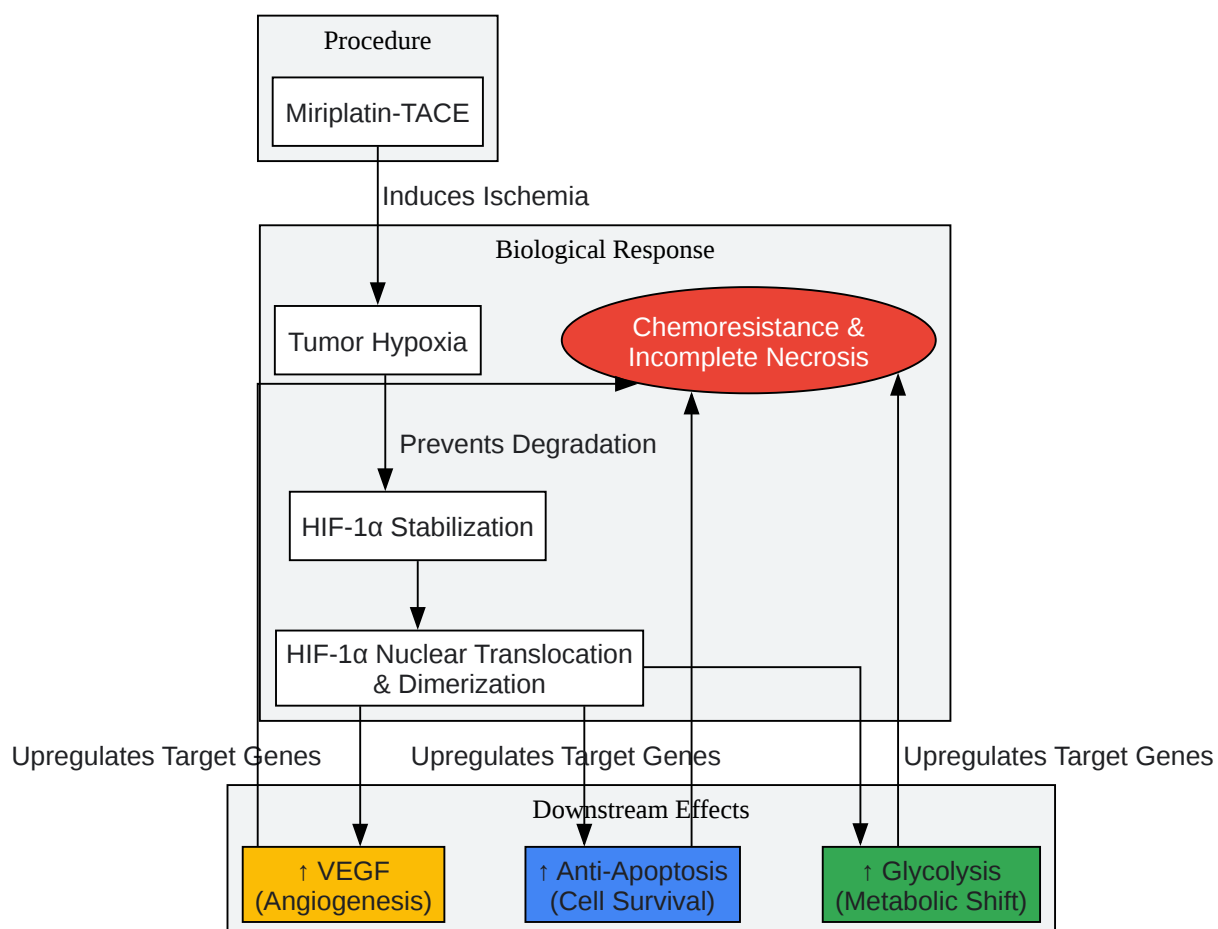 Procedure
Miriplatin-TACE
Induces Ischemia
Biological Response
Chemoresistance &
Incomplete Necrosis
Tumor Hypoxia
Prevents Degradation
HIF-1α Stabilization
HIF-1α Nuclear Translocation
& Dimerization
Upregulates Target Genes
Upregulates Target Genes
Upregulates Target Genes
Downstream Effects
↑ VEGF
(Angiogenesis)
↑ Anti-Apoptosis
(Cell Survival)
↑ Glycolysis
(Metabolic Shift)